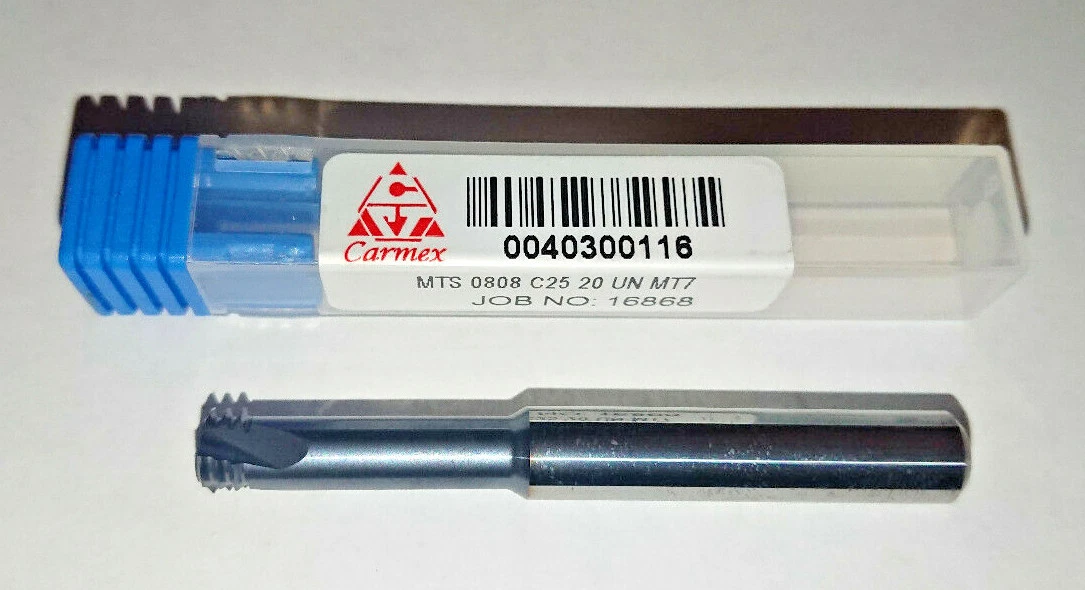 Carmex
0040300116
MTS 0808 C25 20 UN MT7
JOB NO: 16868